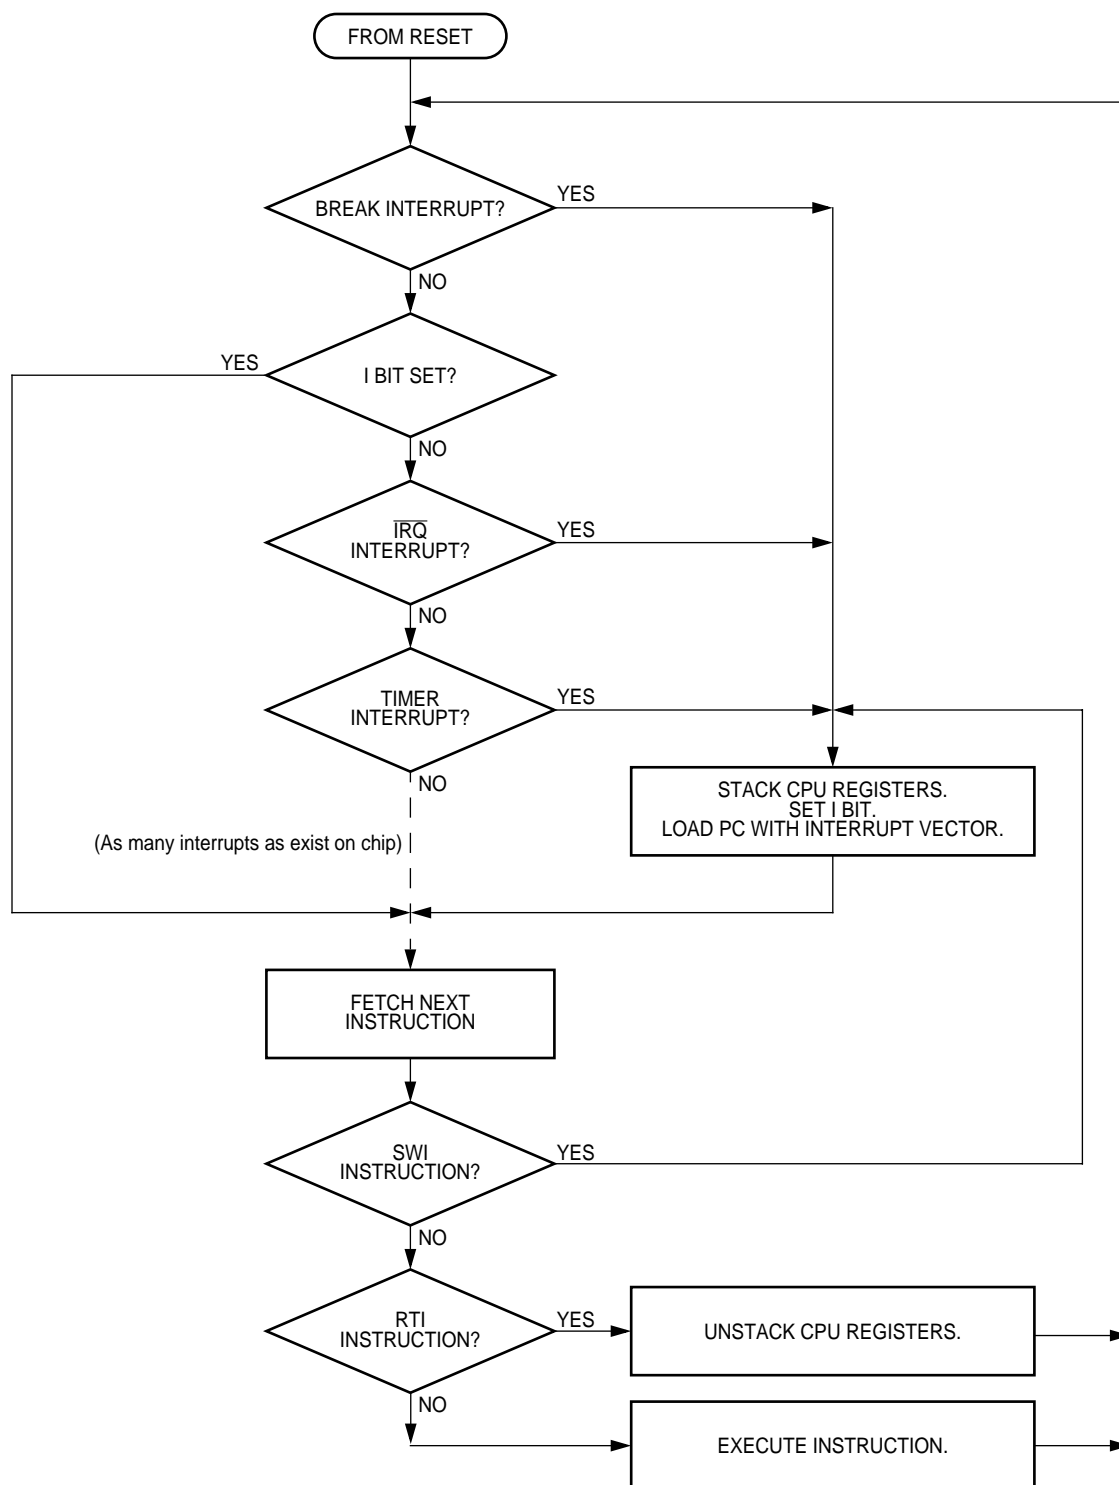 FROM RESET
BREAK INTERRUPT?
YES
NO
YES
I BIT SET?
NO
IRQ
INTERRUPT?
YES
NO
TIMER
INTERRUPT?
YES
NO
STACK CPU REGISTERS.
SET I BIT.
LOAD PC WITH INTERRUPT VECTOR.
(As many interrupts as exist on chip)
FETCH NEXT
INSTRUCTION
SWI
INSTRUCTION?
YES
NO
RTI
INSTRUCTION?
YES
UNSTACK CPU REGISTERS.
NO
EXECUTE INSTRUCTION.